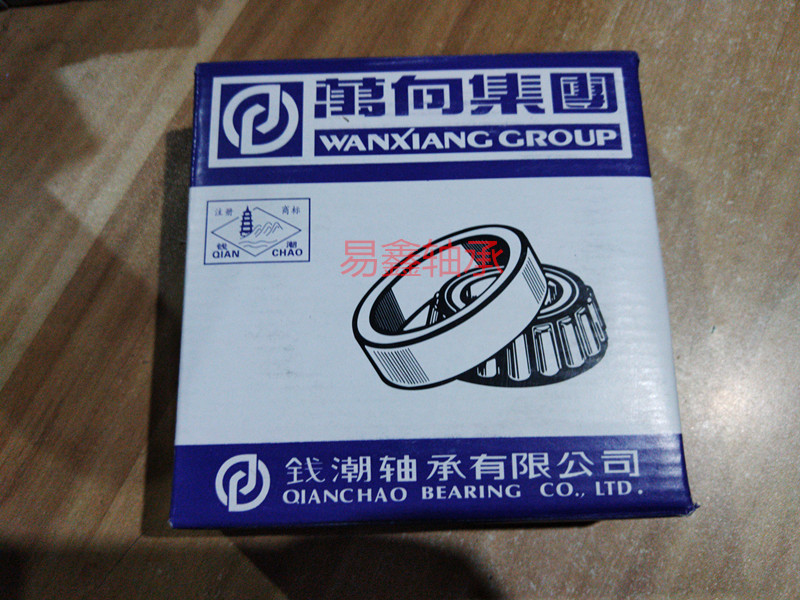 萬向集團
WANXIANG GROUP
注册 商标
钱 潮
QIAN CHAO
易鑫轴承
钱潮轴承有限公司
QIANCHAO BEARING CO., LTD.